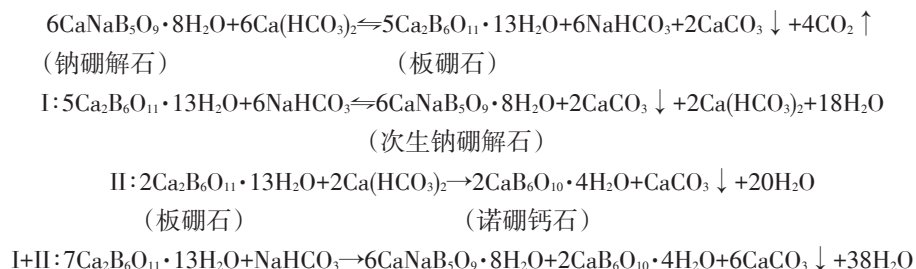 6CaNaB₅O₉·8H₂O+6Ca(HCO₃)₂⇌5Ca₂B₆O₁₁·13H₂O+6NaHCO₃+2CaCO₃↓+4CO₂↑
(钠硼解石) (板硼石)
I:5Ca₂B₆O₁₁·13H₂O+6NaHCO₃⇌6CaNaB₅O₉·8H₂O+2CaCO₃↓+2Ca(HCO₃)₂+18H₂O
(次生钠硼解石)
II:2Ca₂B₆O₁₁·13H₂O+2Ca(HCO₃)₂→2CaB₆O₁₀·4H₂O+CaCO₃↓+20H₂O
(板硼石) (诺硼钙石)
I+II:7Ca₂B₆O₁₁·13H₂O+NaHCO₃→6CaNaB₅O₉·8H₂O+2CaB₆O₁₀·4H₂O+6CaCO₃↓+38H₂O